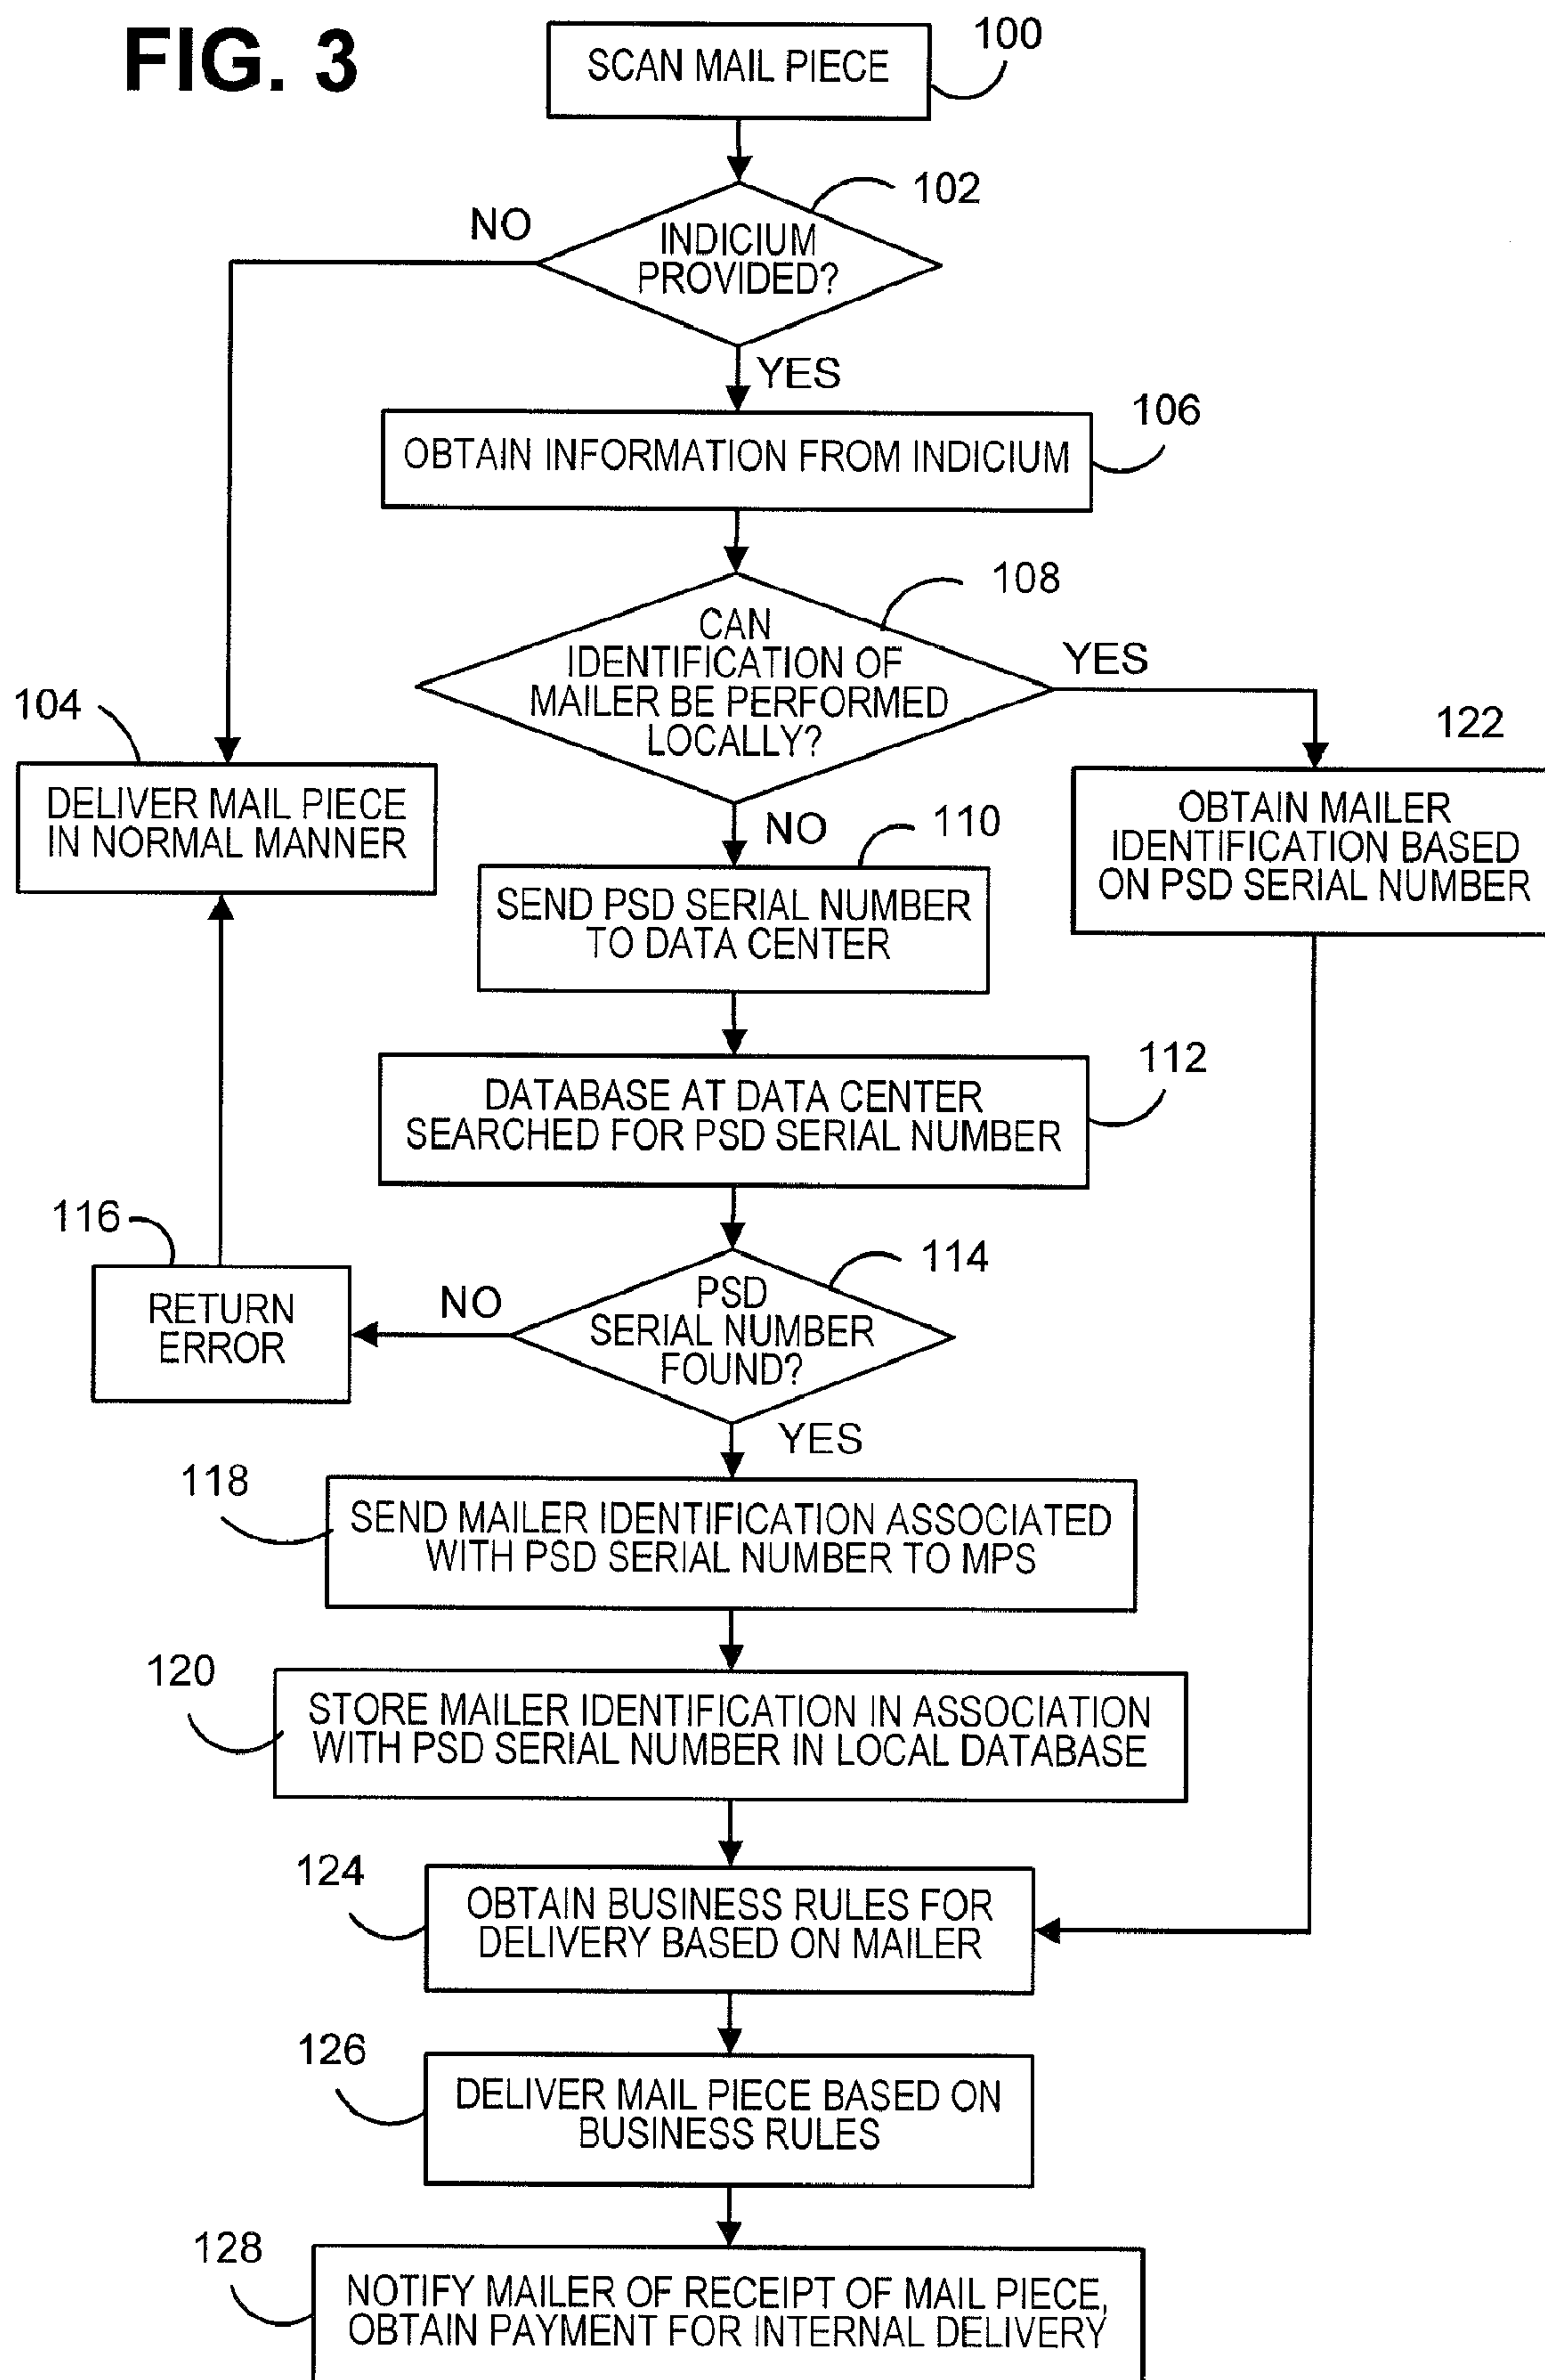 FIG. 3
SCAN MAIL PIECE
100
102
INDICIUM
PROVIDED?
NO
YES
106
OBTAIN INFORMATION FROM INDICIUM
108
CAN
IDENTIFICATION OF
MAILER BE PERFORMED
LOCALLY?
YES
104
DELIVER MAIL PIECE
IN NORMAL MANNER
122
OBTAIN MAILER
IDENTIFICATION BASED
ON PSD SERIAL NUMBER
NO
110
SEND PSD SERIAL NUMBER
TO DATA CENTER
112
DATABASE AT DATA CENTER
SEARCHED FOR PSD SERIAL NUMBER
116
RETURN
ERROR
NO
114
PSD
SERIAL NUMBER
FOUND?
YES
118
SEND MAILER IDENTIFICATION ASSOCIATED
WITH PSD SERIAL NUMBER TO MPS
120
STORE MAILER IDENTIFICATION IN ASSOCIATION
WITH PSD SERIAL NUMBER IN LOCAL DATABASE
124
OBTAIN BUSINESS RULES FOR
DELIVERY BASED ON MAILER
126
DELIVER MAIL PIECE BASED ON
BUSINESS RULES
128
NOTIFY MAILER OF RECEIPT OF MAIL PIECE,
OBTAIN PAYMENT FOR INTERNAL DELIVERY